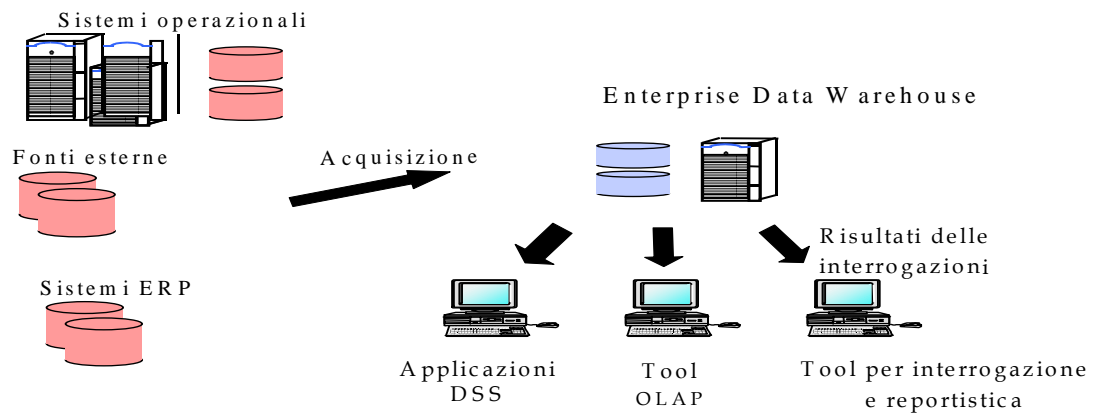 Sistemi operazionali
Enterprise Data Warehouse
Fonti esterne
Acquisizione
Risultati delle
interrogazioni
Sistemi ERP
Applicazioni
DSS
Tool
OLAP
Tool per interrogazione
e reportistica